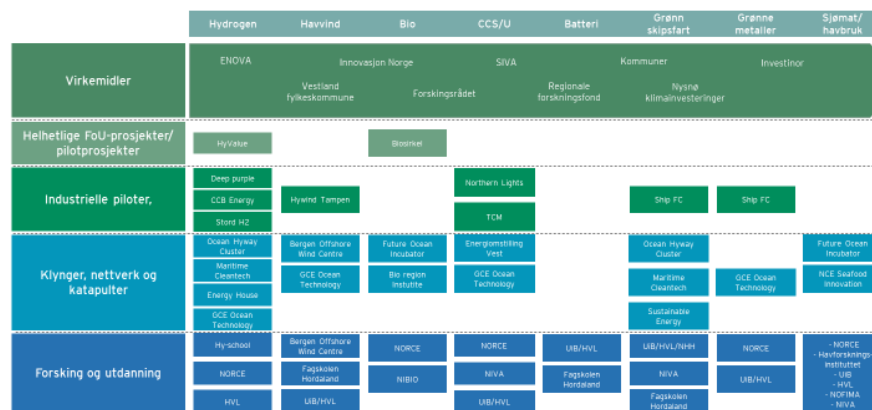 Hydrogen Havvind Bio CCS/U Batteri Grønn skipsfart Grønne metaller Sjømat/ havbruk
Virkemidler
ENOVA Innovasjon Norge SIVA Kommuner Investinor
Vestland fylkeskommune Forskingsrådet Regionale forskningsfond Nysnø klimainvesteringer
Helhetlige FoU-prosjekter/ pilotprosjekter
HyValue Biosirkel
Industrielle piloter,
Deep purple
CCB Energy
Stord H2
Hywind Tampen
Northern Lights
TCM
Ship FC
Ship FC
Klynger, nettverk og katapulter
Ocean Hyway Cluster
Maritime Cleantech
Energy House
GCE Ocean Technology
Bergen Offshore Wind Centre
GCE Ocean Technology
Future Ocean Incubator
Bio region Instutite
Energiomstilling Vest
GCE Ocean Technology
Ocean Hyway Cluster
Maritime Cleantech
Sustainable Energy
GCE Ocean Technology
Future Ocean Incubator
NCE Seafood Innovation
Forsking og utdanning
Hy-school
NORCE
HVL
Bergen Offshore Wind Centre
Fagskolen Hordaland
UiB/HVL
NORCE
NIBIO
NORCE
NIVA
UiB/HVL
UiB/HVL
Fagskolen Hordaland
UiB/HVL/NHH
NIVA
Fagskolen Hordaland
NORCE
UiB/HVL
- NORCE
- Havforsknings-
instituttet
- UIB
- HVL
- NOFIMA
- NIVA